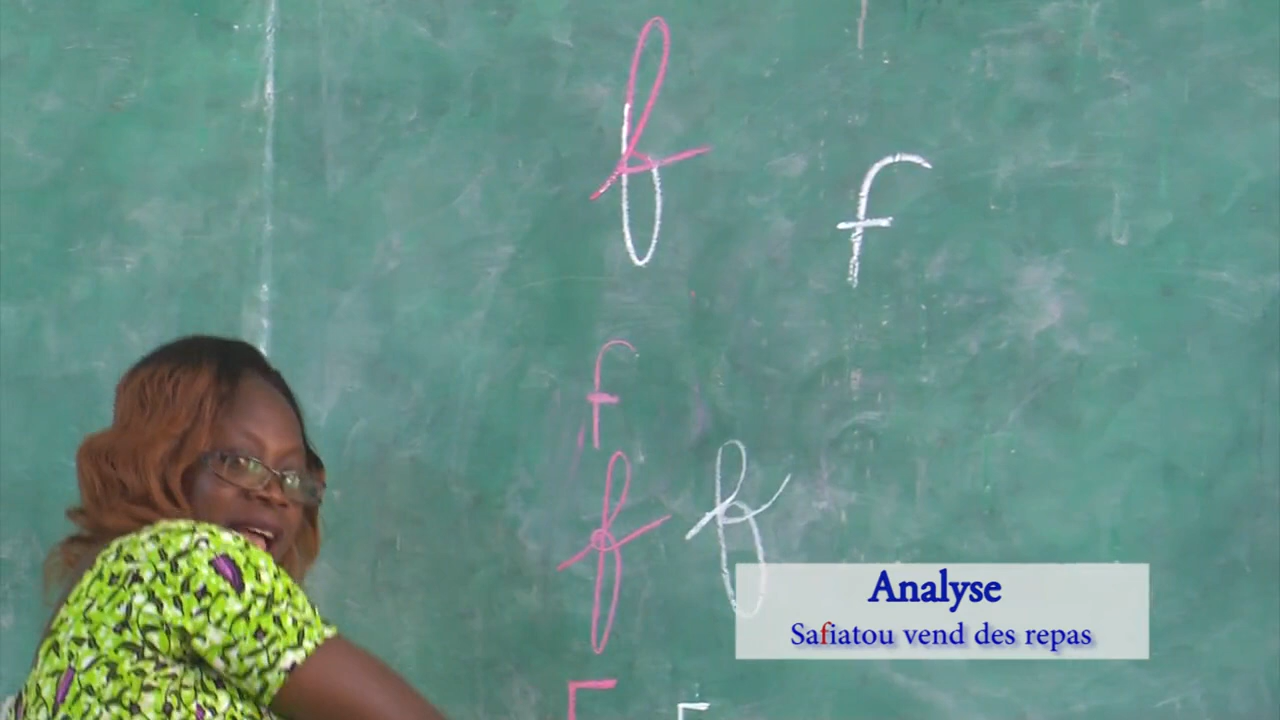 f
f
f
f f
Analyse
Safiatou vend des repas